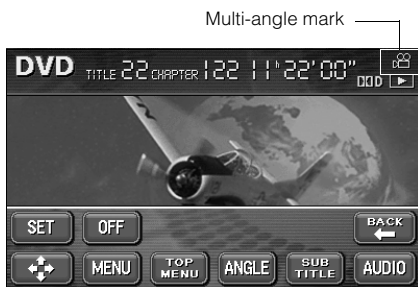 Multi-angle mark
DVD TITLE 22 CHAPTER 122 11h22'00"
SET OFF BACK
MENU TOP MENU ANGLE SUB TITLE AUDIO